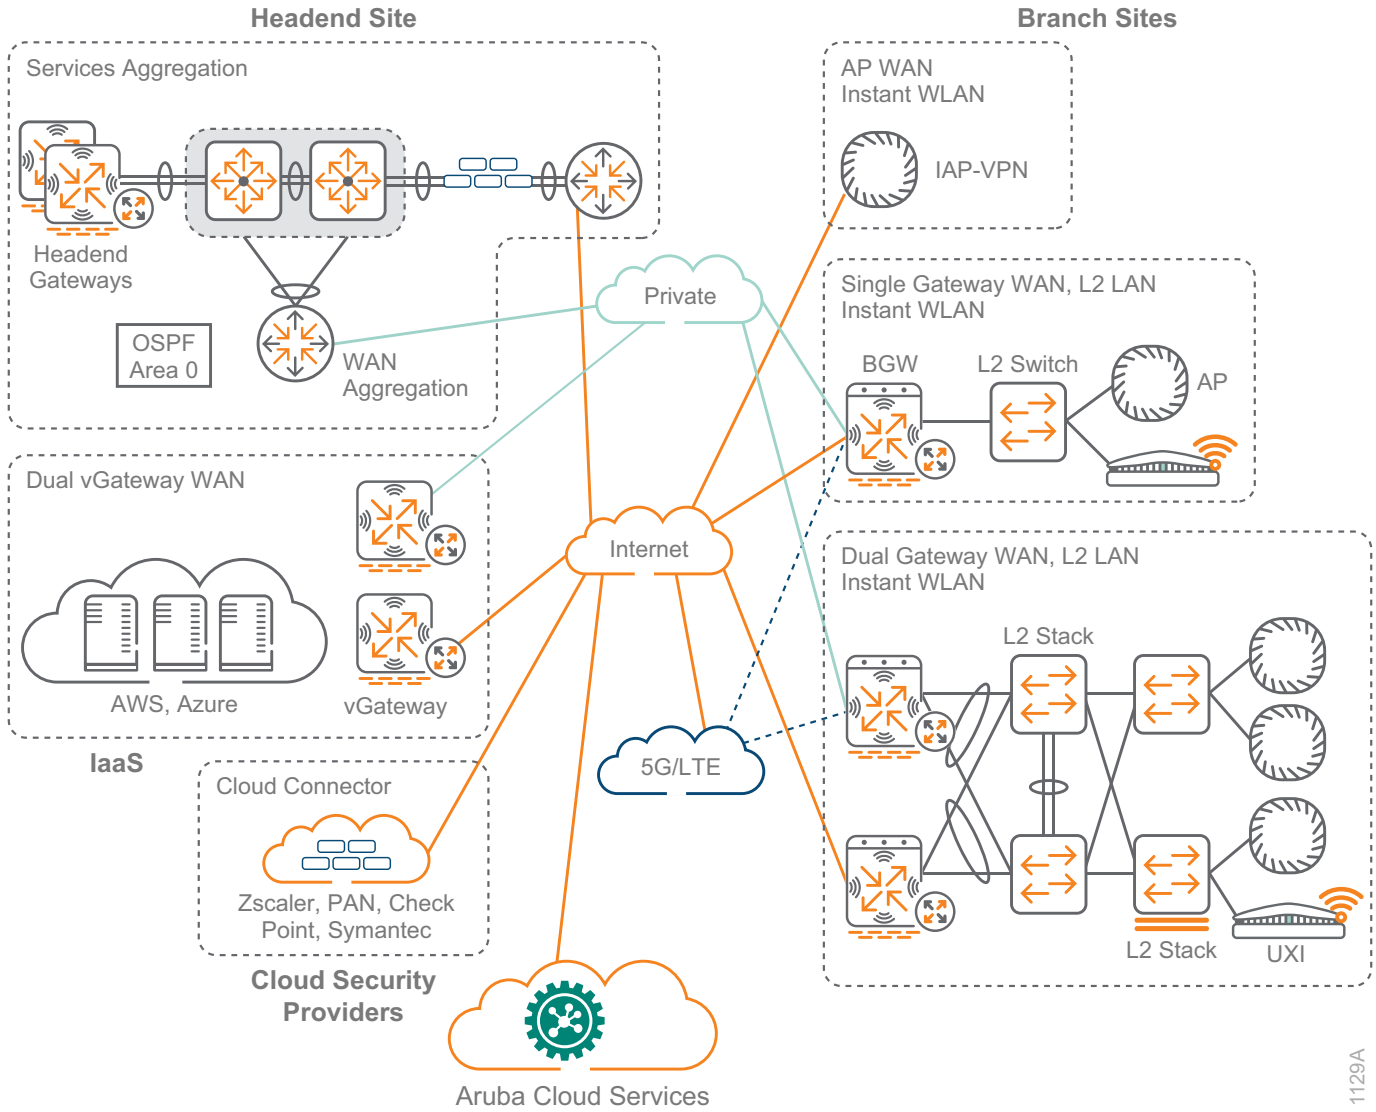 Headend Site
Branch Sites
Services Aggregation
Headend
Gateways
OSPF
Area 0
WAN
Aggregation
Private
AP WAN
Instant WLAN
IAP-VPN
Single Gateway WAN, L2 LAN
Instant WLAN
BGW
L2 Switch
AP
Dual vGateway WAN
AWS, Azure
vGateway
IaaS
Internet
Dual Gateway WAN, L2 LAN
Instant WLAN
L2 Stack
L2 Stack
UXI
5G/LTE
Cloud Connector
Zscaler, PAN, Check
Point, Symantec
Cloud Security
Providers
Aruba Cloud Services
1129A